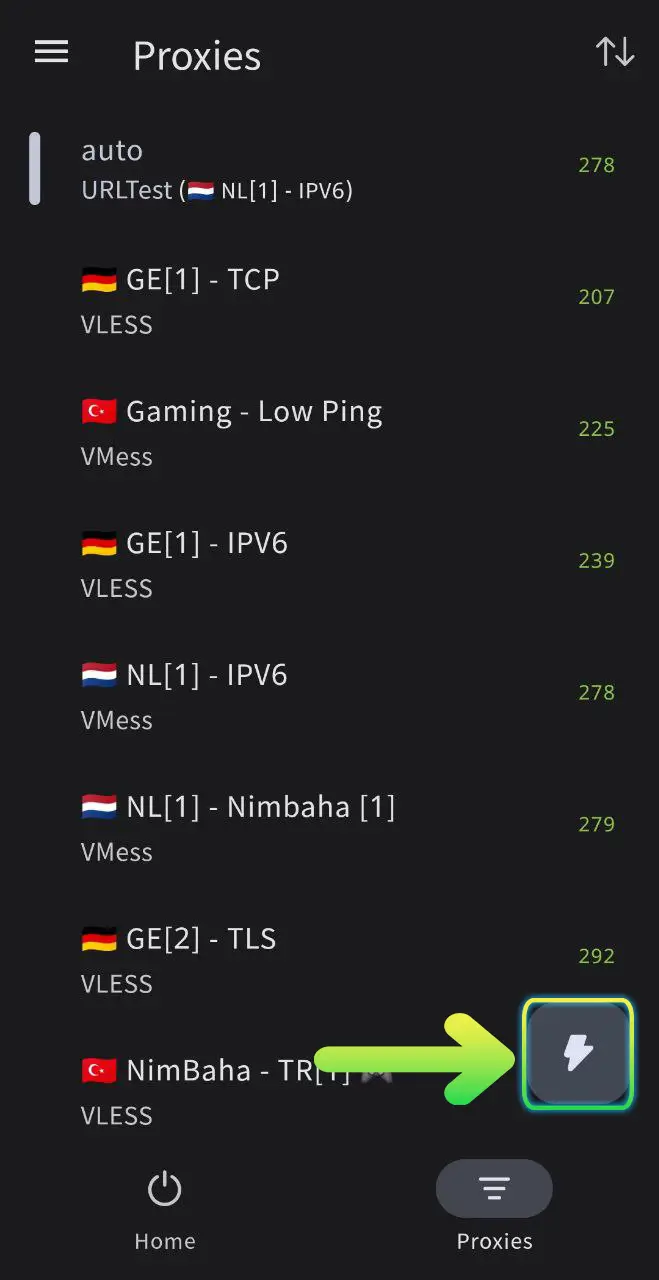 Proxies
auto
278
URLTest (🇳🇱 NL[1] - IPV6)
🇩🇪 GE[1] - TCP
207
VLESS
🇹🇷 Gaming - Low Ping
225
VMess
🇩🇪 GE[1] - IPV6
239
VLESS
🇳🇱 NL[1] - IPV6
278
VMess
🇳🇱 NL[1] - Nimbaha [1]
279
VMess
🇩🇪 GE[2] - TLS
292
VLESS
🇹🇷 NimBaha - TR[1]
VLESS
Home
Proxies